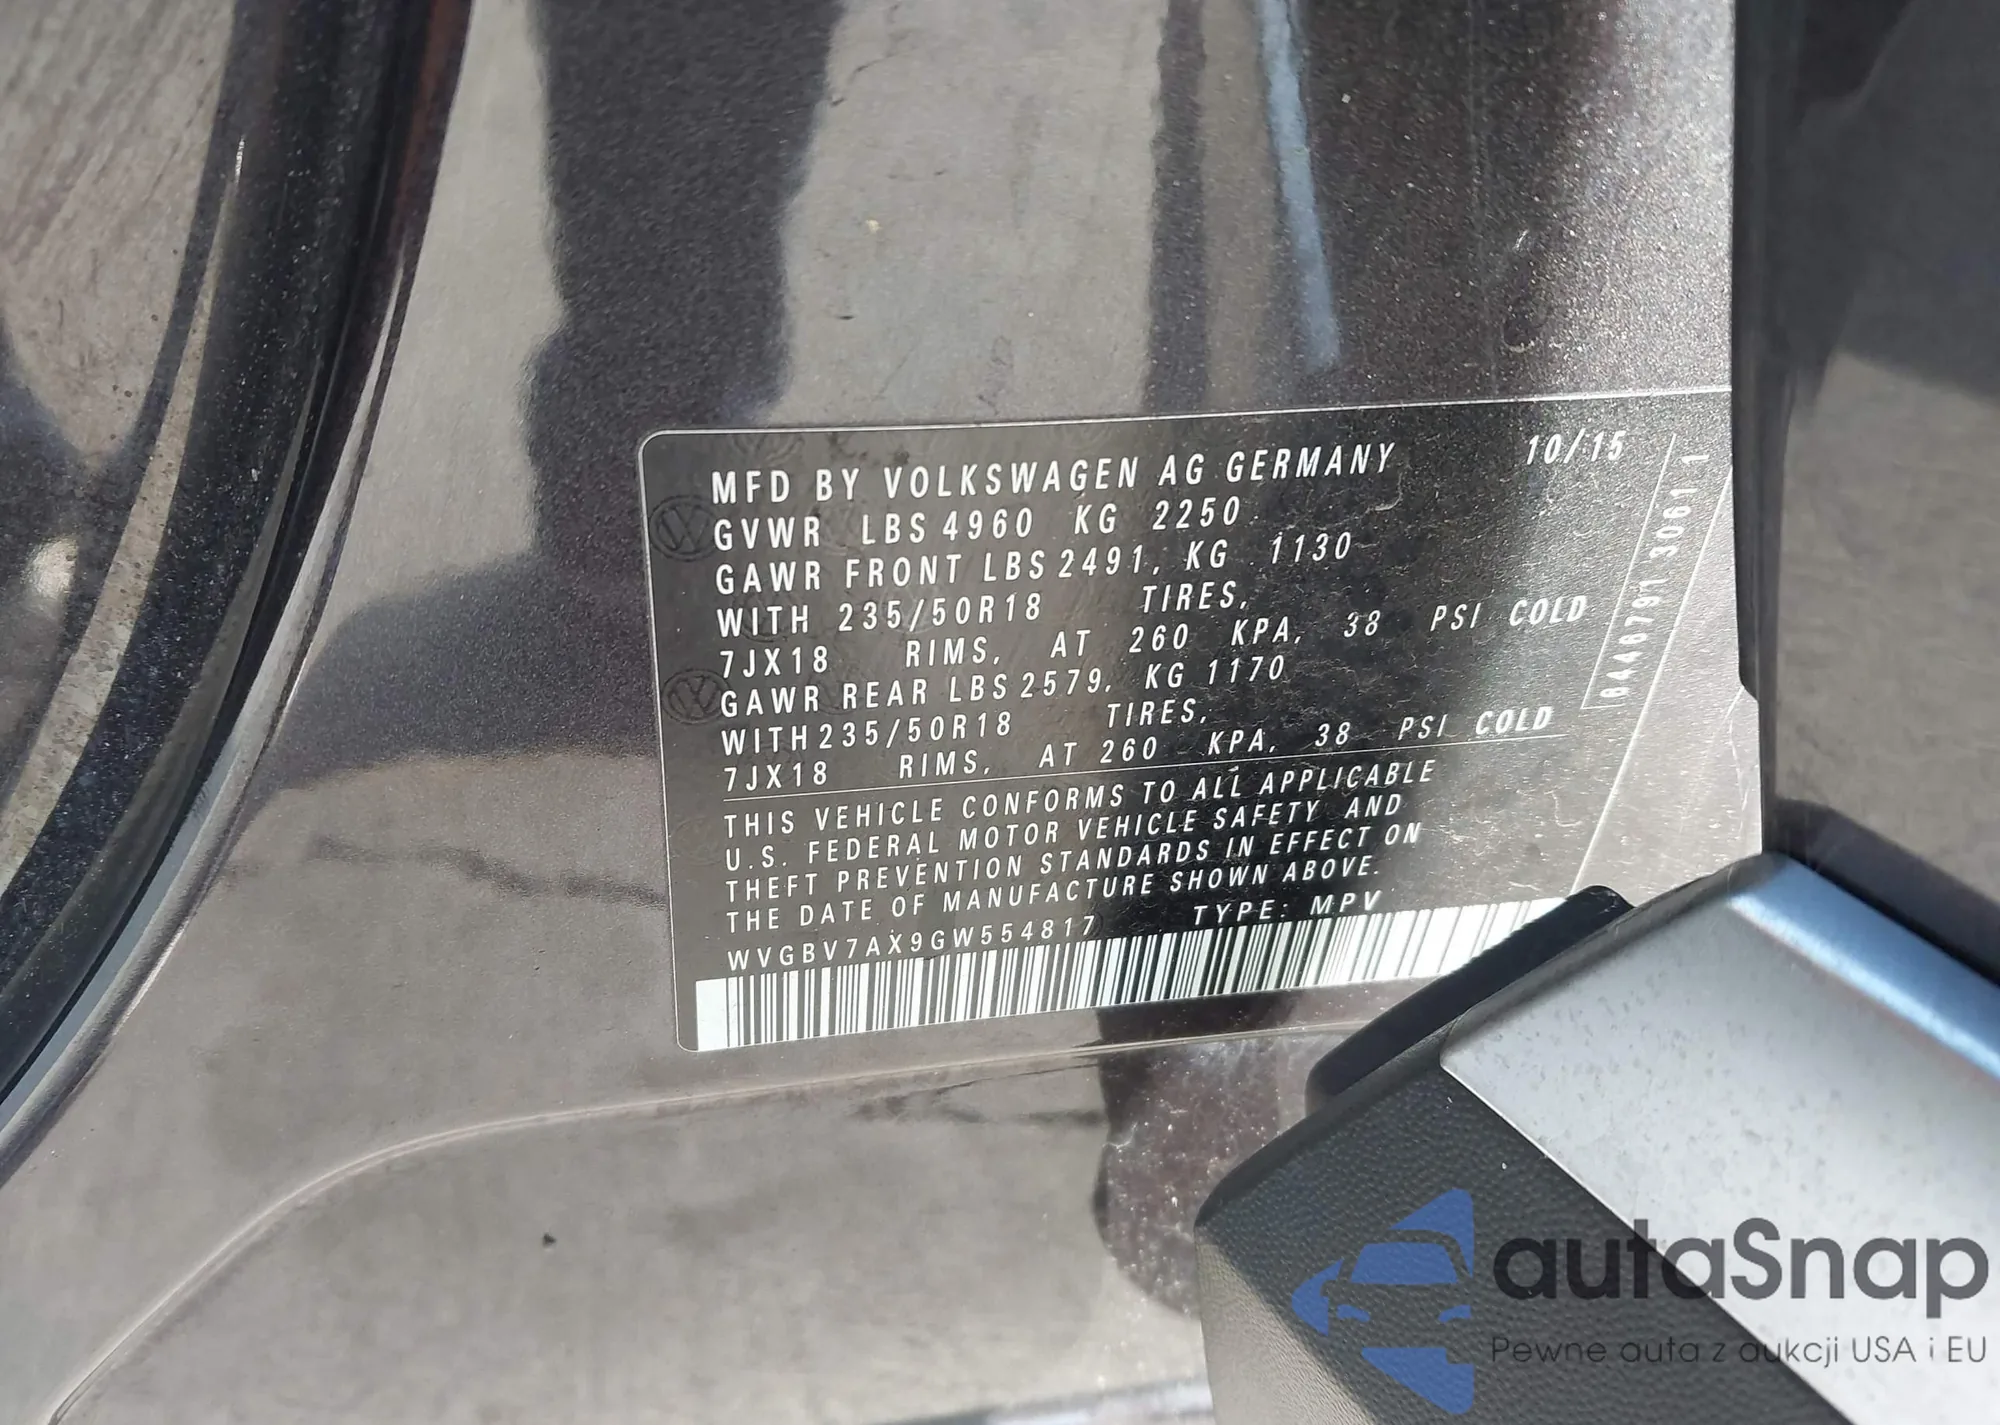 MFD BY VOLKSWAGEN AG GERMANY 10/15
GVWR LBS 4960 KG 2250
GAWR FRONT LBS 2491, KG 1130
WITH 235/50R18 TIRES,
7JX18 RIMS, AT 260 KPA, 38 PSI COLD
GAWR REAR LBS 2579, KG 1170
WITH 235/50R18 TIRES,
7JX18 RIMS, AT 260 KPA, 38 PSI COLD
THIS VEHICLE CONFORMS TO ALL APPLICABLE
U.S. FEDERAL MOTOR VEHICLE SAFETY AND
THEFT PREVENTION STANDARDS IN EFFECT ON
THE DATE OF MANUFACTURE SHOWN ABOVE.
WVGBV7AX9GW554817 TYPE: MPV
autaSnap
Pewne auta z aukcji USA i EU